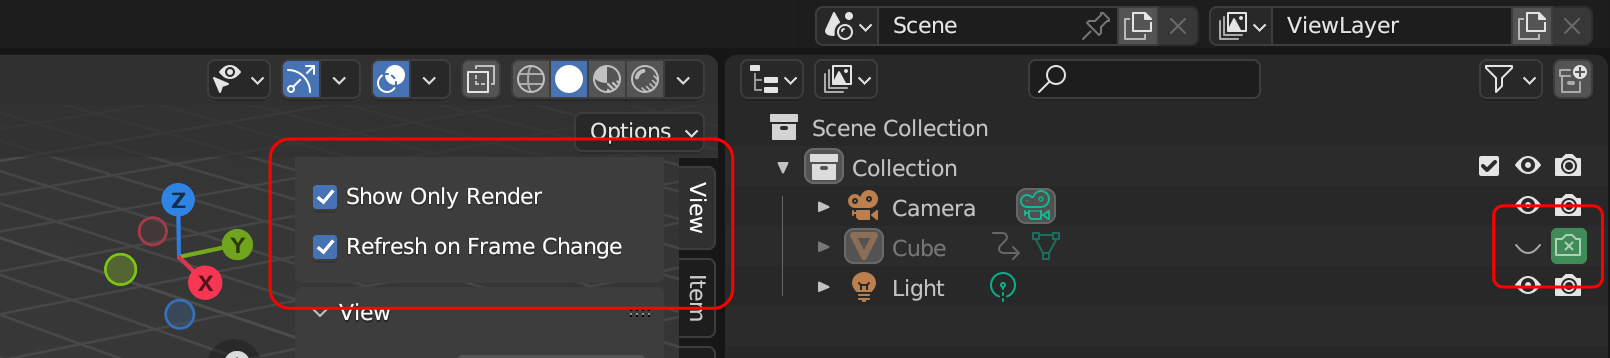 Scene
ViewLayer
Options
Scene Collection
Collection
Show Only Render
View
Camera
Refresh on Frame Change
Cube
Item
Light
View
Z
Y
X